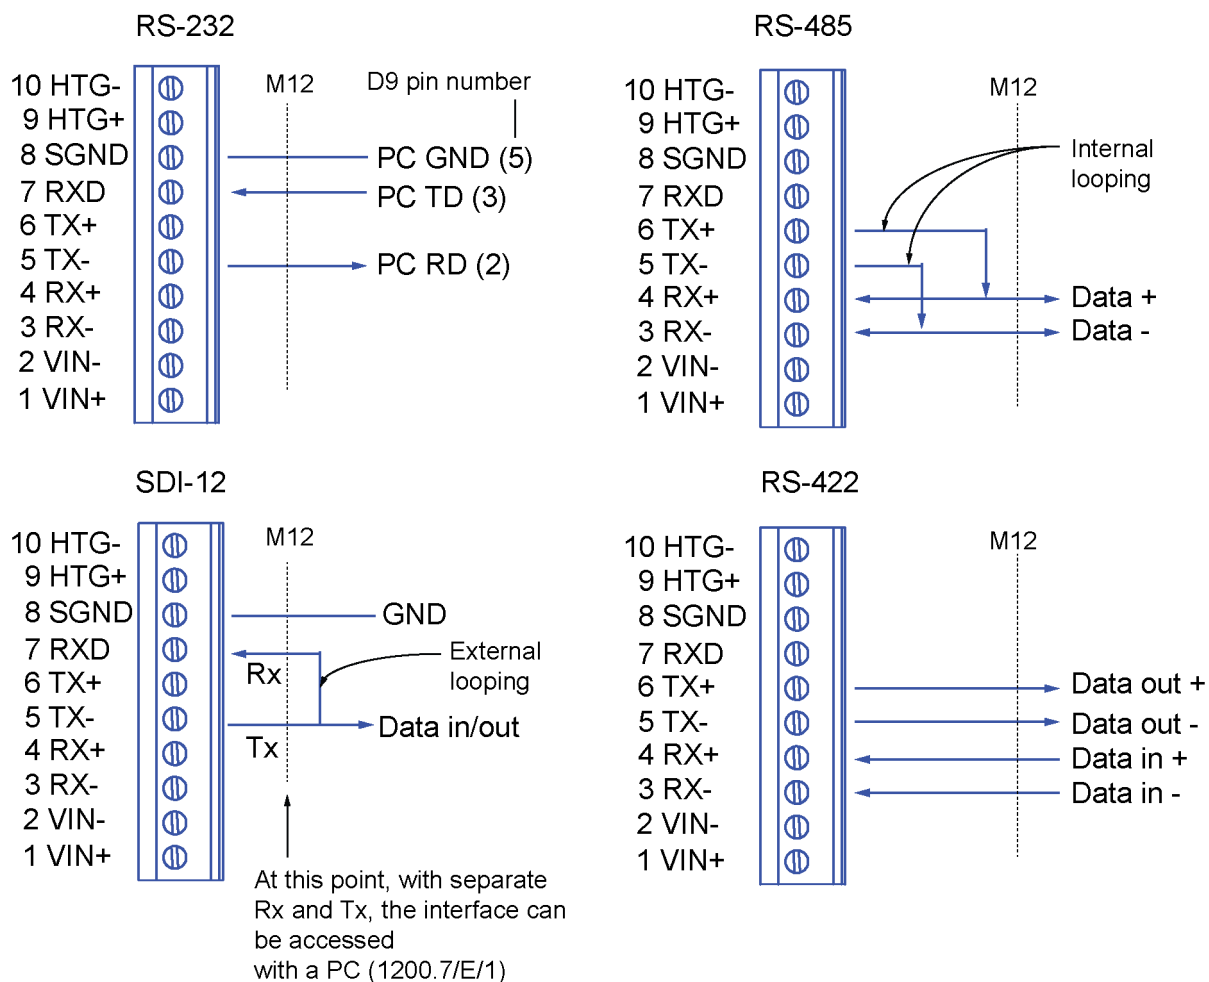 RS-232
10 HTG-
9 HTG+
8 SGND
7 RXD
6 TX+
5 TX-
4 RX+
3 RX-
2 VIN-
1 VIN+
M12
D9 pin number
PC GND (5)
PC TD (3)
PC RD (2)
RS-485
10 HTG-
9 HTG+
8 SGND
7 RXD
6 TX+
5 TX-
4 RX+
3 RX-
2 VIN-
1 VIN+
M12
Internal
looping
Data +
Data -
SDI-12
10 HTG-
9 HTG+
8 SGND
7 RXD
6 TX+
5 TX-
4 RX+
3 RX-
2 VIN-
1 VIN+
M12
GND
Rx
External
looping
Data in/out
Tx
At this point, with separate
Rx and Tx, the interface can
be accessed
with a PC (1200.7/E/1)
RS-422
10 HTG-
9 HTG+
8 SGND
7 RXD
6 TX+
5 TX-
4 RX+
3 RX-
2 VIN-
1 VIN+
M12
Data out +
Data out -
Data in +
Data in -